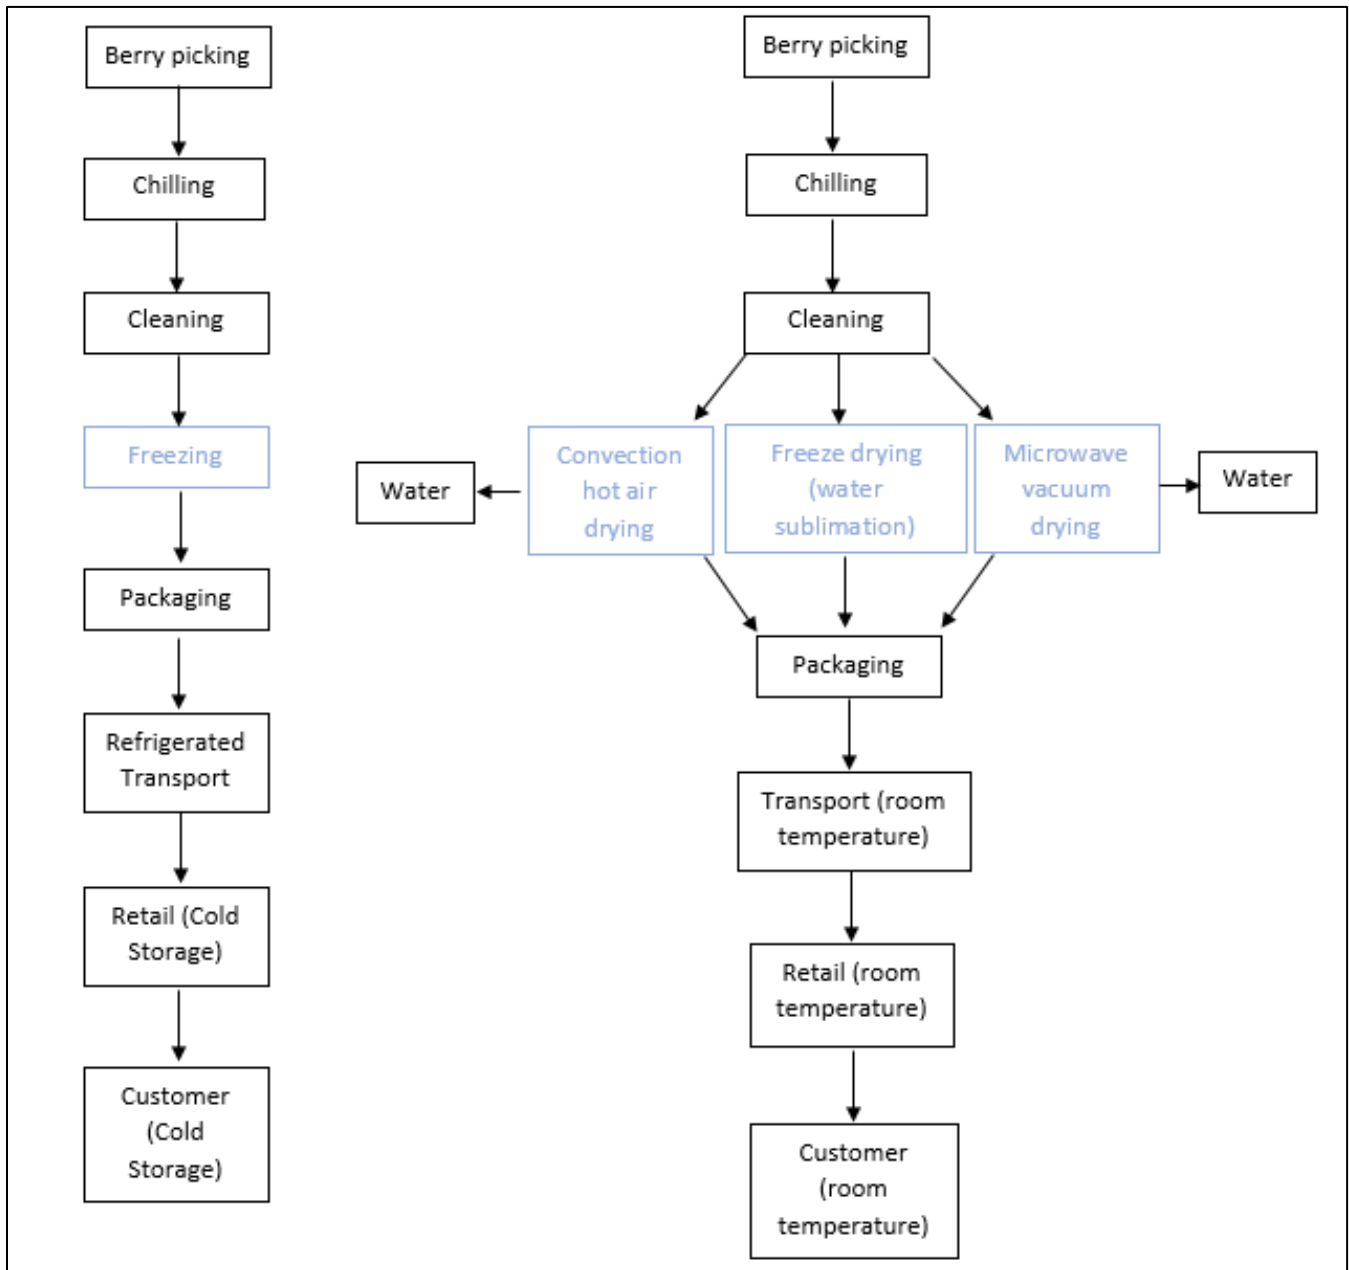 Berry picking
Chilling
Cleaning
Freezing
Packaging
Refrigerated
Transport
Retail (Cold
Storage)
Customer
(Cold
Storage)
Berry picking
Chilling
Cleaning
Water
Convection
hot air
drying
Freeze drying
(water
sublimation)
Microwave
vacuum
drying
Water
Packaging
Transport (room
temperature)
Retail (room
temperature)
Customer
(room
temperature)